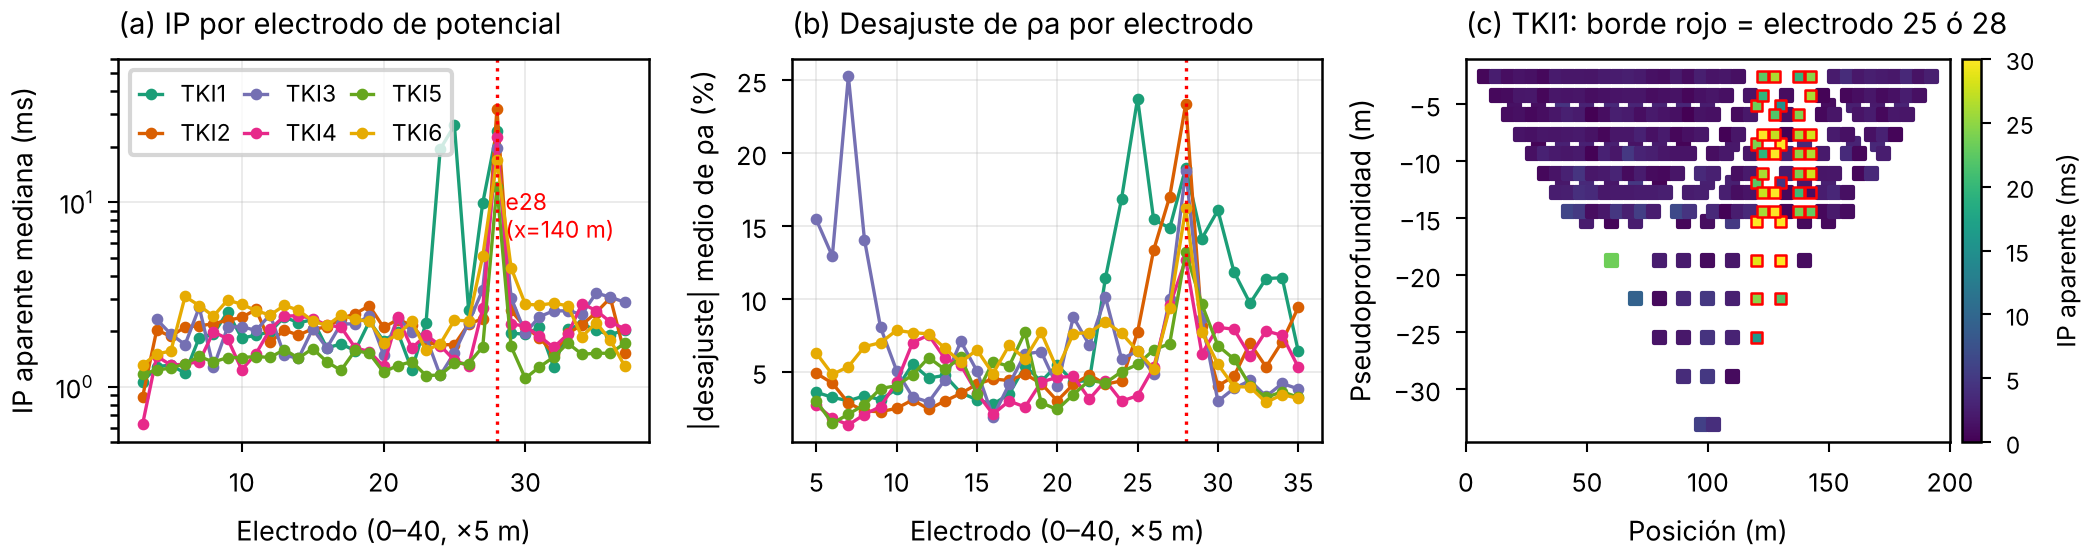 (a) IP por electrodo de potencial
IP aparente mediana (ms)
10¹
10⁰
TKI1
TKI3
TKI5
TKI2
TKI4
TKI6
e28
(x=140 m)
10
20
30
Electrodo (0–40, ×5 m)
(b) Desajuste de ρa por electrodo
|desajuste| medio de ρa (%)
25
20
15
10
5
5
10
15
20
25
30
35
Electrodo (0–40, ×5 m)
(c) TKI1: borde rojo = electrodo 25 ó 28
Pseudoprofundidad (m)
−5
−10
−15
−20
−25
−30
0
50
100
150
200
Posición (m)
30
25
20
15
10
5
0
IP aparente (ms)